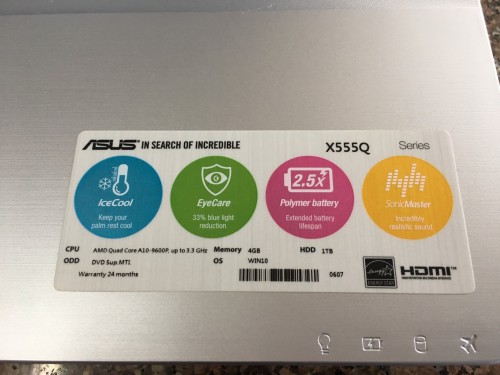 ASUS IN SEARCH OF INCREDIBLE X555Q Series
IceCool
Keep your
palm rest cool
EyeCare
33% blue light
reduction
2.5X
Polymer battery
Extended battery
lifespan
SonicMaster
Incredibly
realistic sound
CPU AMD Quad Core A10-9600P, up to 3.3 GHz Memory 4GB HDD 1TB
ODD DVD Sup.MTI OS WIN10
Warranty 24 months
0607
ENERGY STAR
HDMI